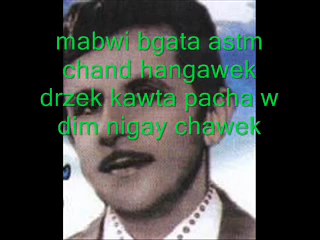 mabwi bgata astm
chand hangawek
drzek kawta pacha w
dim nigay chawek